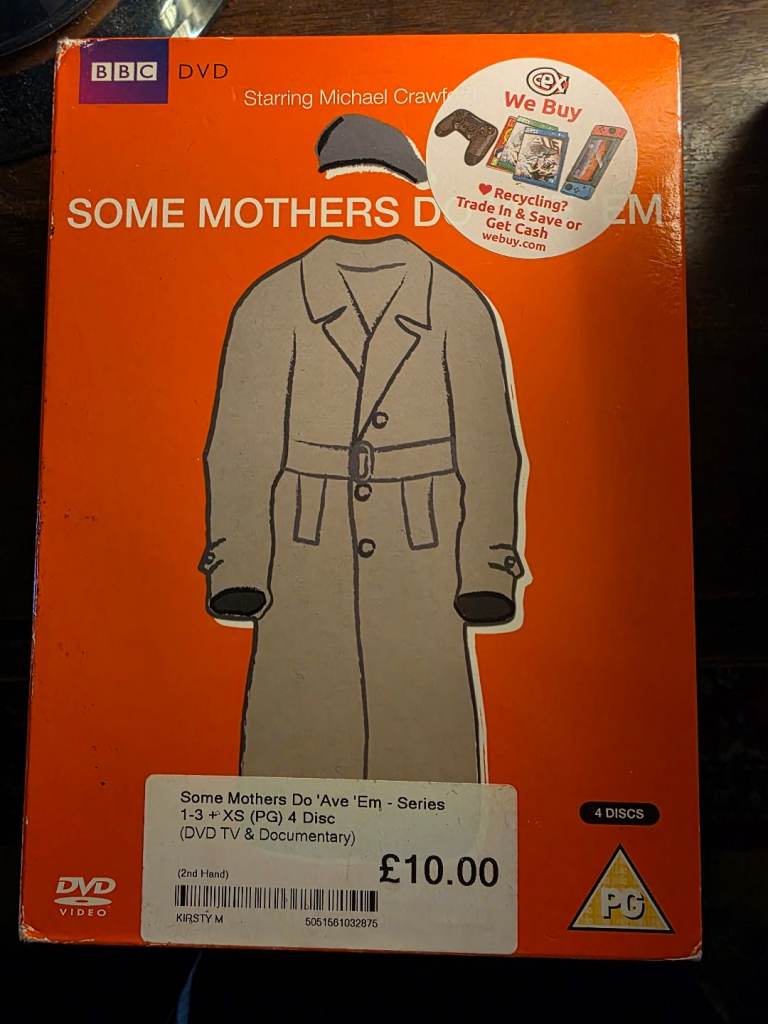 BBC DVD
Starring Michael
SOME MOTHERS EM
cex
We Buy
Recycling?
Trade In & Save or
Get Cash
webuy.com
Some Mothers Do 'Ave 'Em - Series
1-3 + XS (PG) 4 Disc
(DVD TV & Documentary)
(2nd Hand)
£10.00
KIRSTY M 5051561032875
4 DISCS
DVD
VIDEO
PG